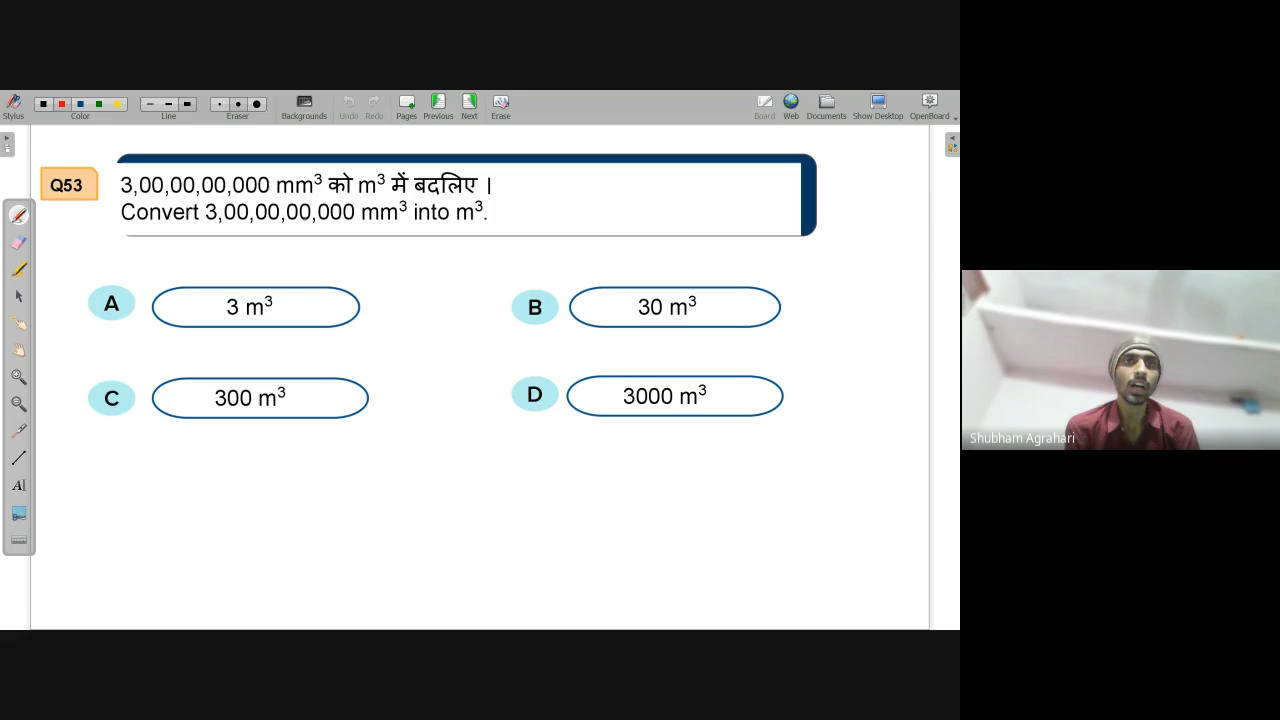 Stylus
Color
Line
Eraser
Backgrounds
Undo
Redo
Pages
Previous
Next
Erase
Board
Web
Documents
Show Desktop
OpenBoard
Q53
3,00,00,00,000 mm³ को m³ में बदलिए ।
Convert 3,00,00,00,000 mm³ into m³.
A
3 m³
B
30 m³
C
300 m³
D
3000 m³
Shubham Agrahari